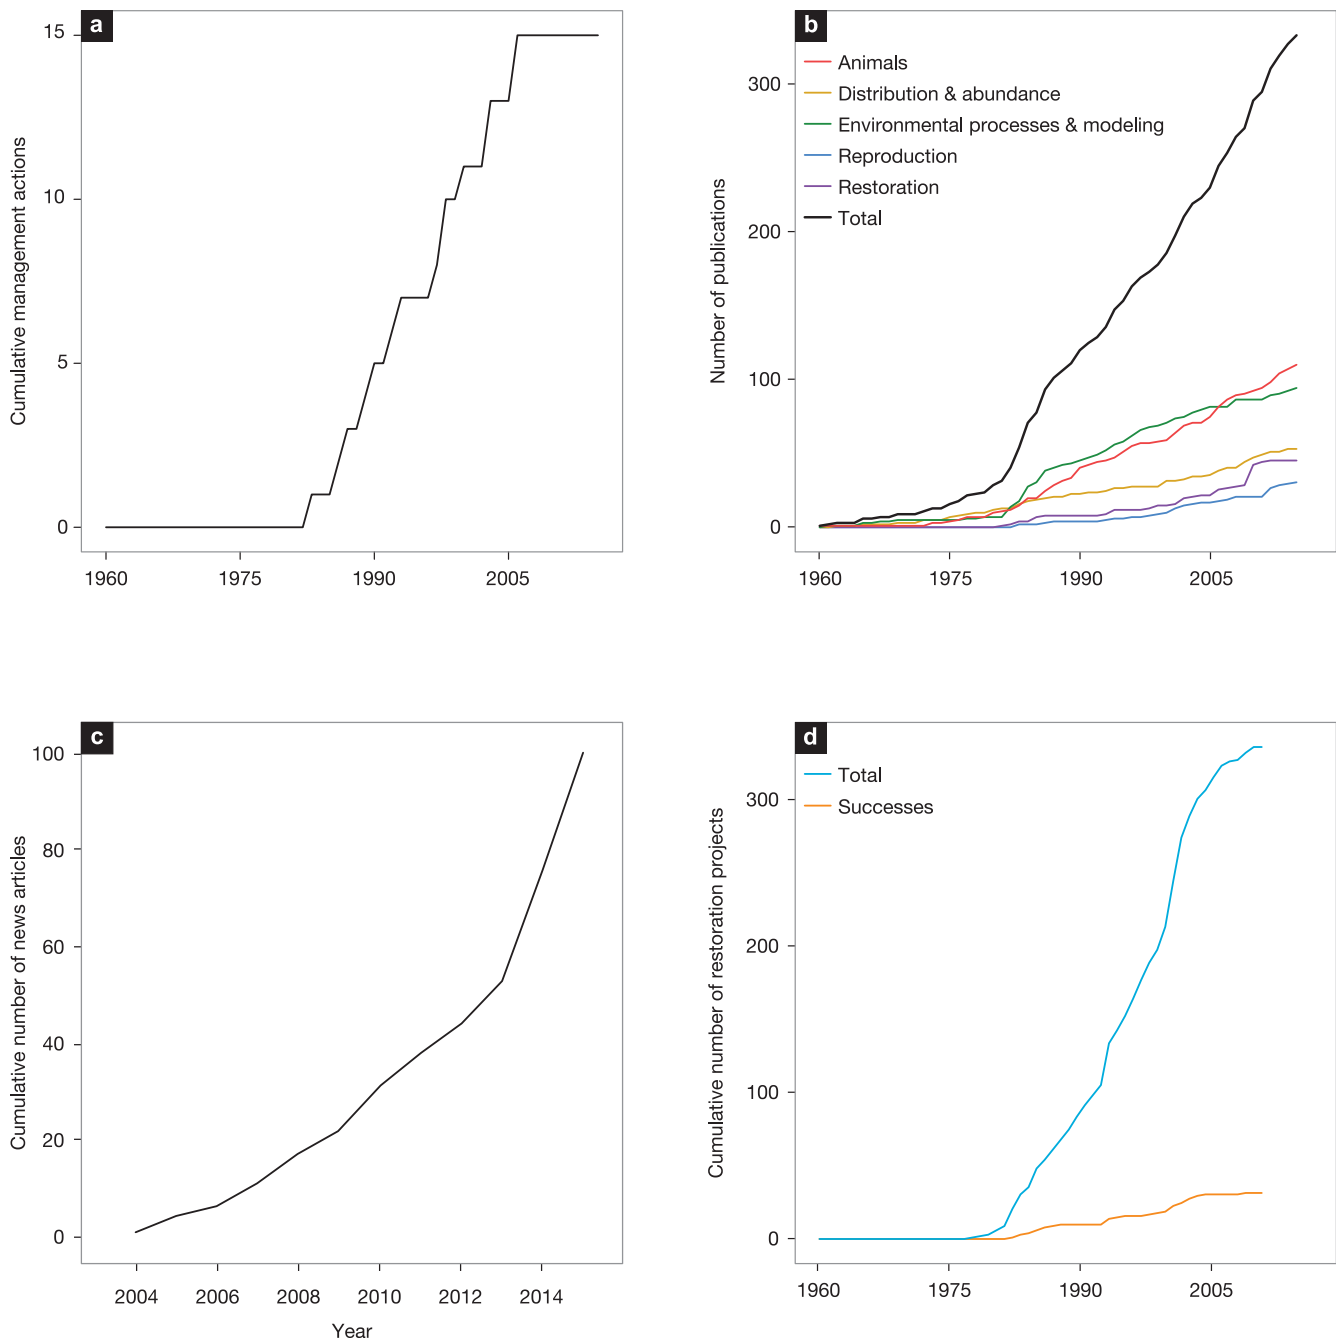 a
15
10
5
0
Cumulative management actions
1960 1975 1990 2005
b
Animals
Distribution & abundance
Environmental processes & modeling
Reproduction
Restoration
Total
300
200
100
0
Number of publications
1960 1975 1990 2005
c
100
80
60
40
20
0
Cumulative number of news articles
2004 2006 2008 2010 2012 2014
Year
d
Total
Successes
300
200
100
0
Cumulative number of restoration projects
1960 1975 1990 2005